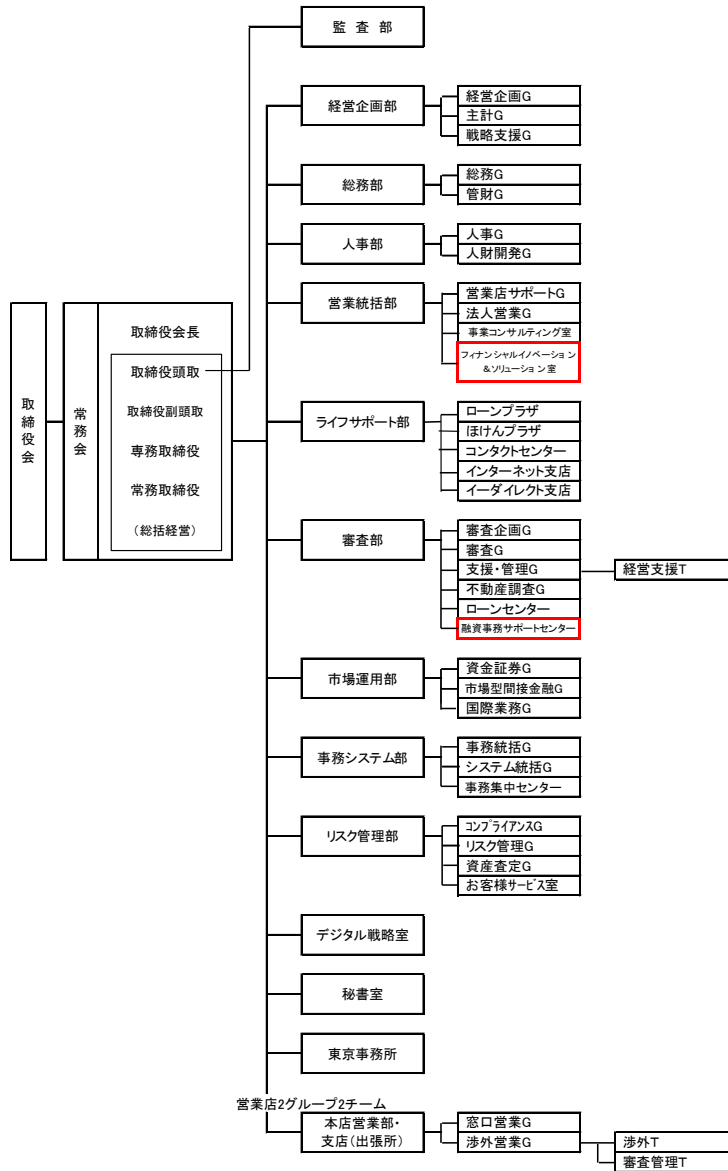 監 査 部
経営企画部
経営企画G
主計G
戦略支援G
総務部
総務G
管財G
人事部
人事G
人財開発G
営業統括部
営業店サポートG
法人営業G
事業コンサルティング室
フィナンシャルイノベーション
&ソリューション室
取締役会
常務会
取締役会長
取締役頭取
取締役副頭取
専務取締役
常務取締役
(総括経営)
ライフサポート部
ローンプラザ
ほけんプラザ
コンタクトセンター
インターネット支店
イーダイレクト支店
審査部
審査企画G
審査G
支援・管理G
経営支援T
不動産調査G
ローンセンター
融資事務サポートセンター
市場運用部
資金証券G
市場型間接金融G
国際業務G
事務システム部
事務統括G
システム統括G
事務集中センター
リスク管理部
コンプライアンスG
リスク管理G
資産査定G
お客様サービス室
デジタル戦略室
秘書室
東京事務所
営業店2グループ2チーム
本店営業部・
支店(出張所)
窓口営業G
渉外営業G
渉外T
審査管理T